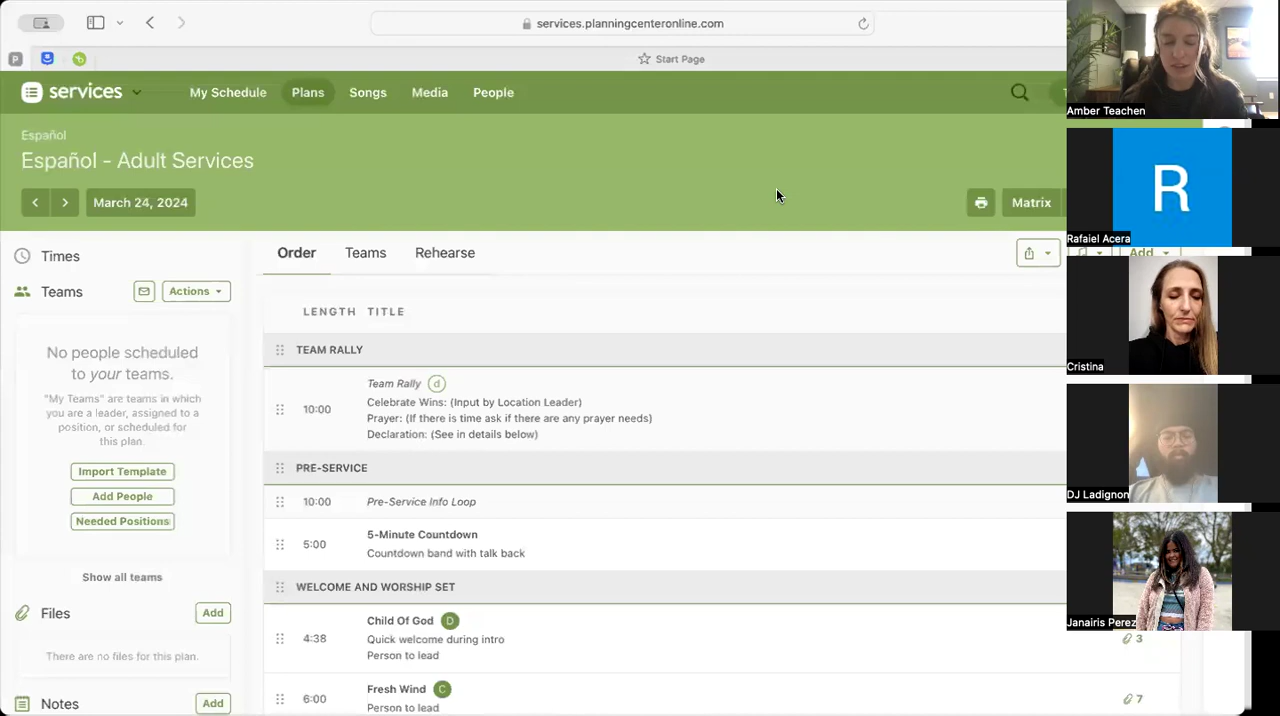 services.planningcenteronline.com
Start Page
services
My Schedule
Plans
Songs
Media
People
Español
Español - Adult Services
March 24, 2024
Matrix
Times
Teams
Actions
No people scheduled
to your teams.
"My Teams" are teams in which
you are a leader, assigned to a
position, or scheduled for
this plan.
Import Template
Add People
Needed Positions
Show all teams
Files
Add
There are no files for this plan.
Notes
Add
Order
Teams
Rehearse
Add
LENGTH
TITLE
TEAM RALLY
10:00
Team Rally d
Celebrate Wins: (Input by Location Leader)
Prayer: (If there is time ask if there are any prayer needs)
Declaration: (See in details below)
PRE-SERVICE
10:00
Pre-Service Info Loop
5:00
5-Minute Countdown
Countdown band with talk back
WELCOME AND WORSHIP SET
4:38
Child Of God D
Quick welcome during intro
Person to lead
3
6:00
Fresh Wind C
Person to lead
7
Amber Teachen
R
Rafaiel Acera
Cristina
DJ Ladignon
Janairis Perez